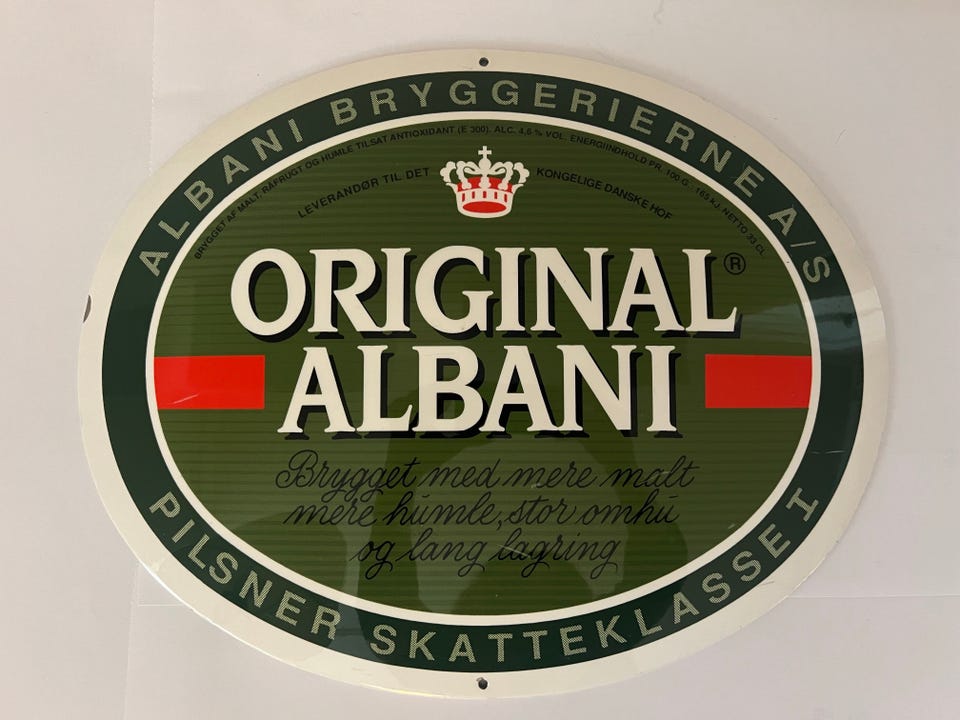 ALBANI BRYGGERIERNE A/S
BRYGGET AF MALT, RÅFRUGT OG HUMLE TILSAT ANTIOXIDANT (E 300). ALC. 4,6 % VOL. ENERGIINDHOLD PR. 100 G.: 165 kJ. NETTO 33 CL.
LEVERANDØR TIL DET KONGELIGE DANSKE HOF
ORIGINAL ®
ALBANI
Brygget med mere malt
mere humle, stor omhu
og lang lagring
PILSNER SKATTEKLASSE I